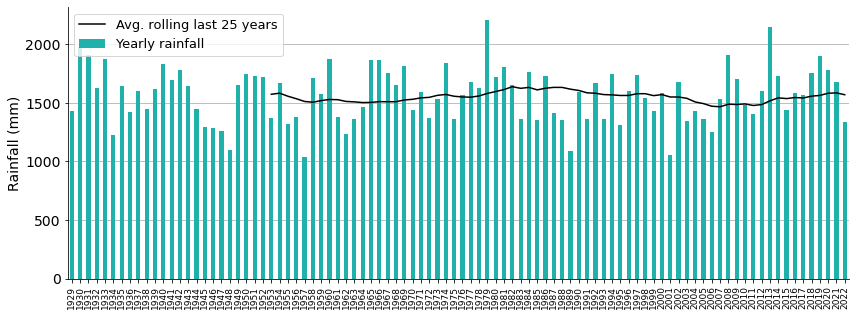 Avg. rolling last 25 years
Yearly rainfall
Rainfall (mm)
2000
1500
1000
500
0
1929 1930 1931 1932 1933 1934 1935 1936 1937 1938 1939 1940 1941 1942 1943 1944 1945 1946 1947 1948 1949 1950 1951 1952 1953 1954 1955 1956 1957 1958 1959 1960 1961 1962 1963 1964 1965 1966 1967 1968 1969 1970 1971 1972 1973 1974 1975 1976 1977 1978 1979 1980 1981 1982 1983 1984 1985 1986 1987 1988 1989 1990 1991 1992 1993 1994 1995 1996 1997 1998 1999 2000 2001 2002 2003 2004 2005 2006 2007 2008 2009 2010 2011 2012 2013 2014 2015 2016 2017 2018 2019 2020 2021 2022